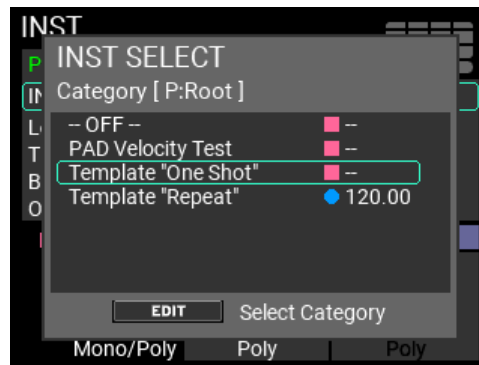 INST
INST SELECT
Category [ P:Root ]
-- OFF -- --
PAD Velocity Test --
Template "One Shot" --
Template "Repeat" 120.00
EDIT Select Category
Mono/Poly Poly Poly